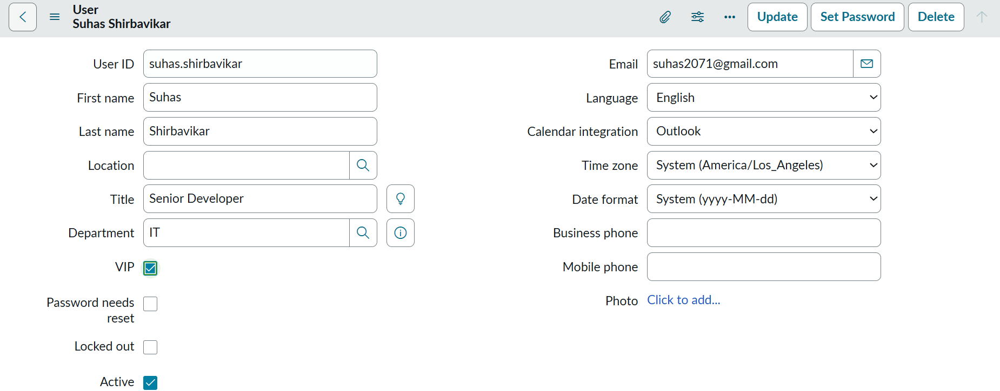 User
Suhas Shirbavikar
Update
Set Password
Delete
User ID
suhas.shirbavikar
First name
Suhas
Last name
Shirbavikar
Location
Title
Senior Developer
Department
IT
VIP
Password needs
reset
Locked out
Active
Email
suhas2071@gmail.com
Language
English
Calendar integration
Outlook
Time zone
System (America/Los_Angeles)
Date format
System (yyyy-MM-dd)
Business phone
Mobile phone
Photo
Click to add...